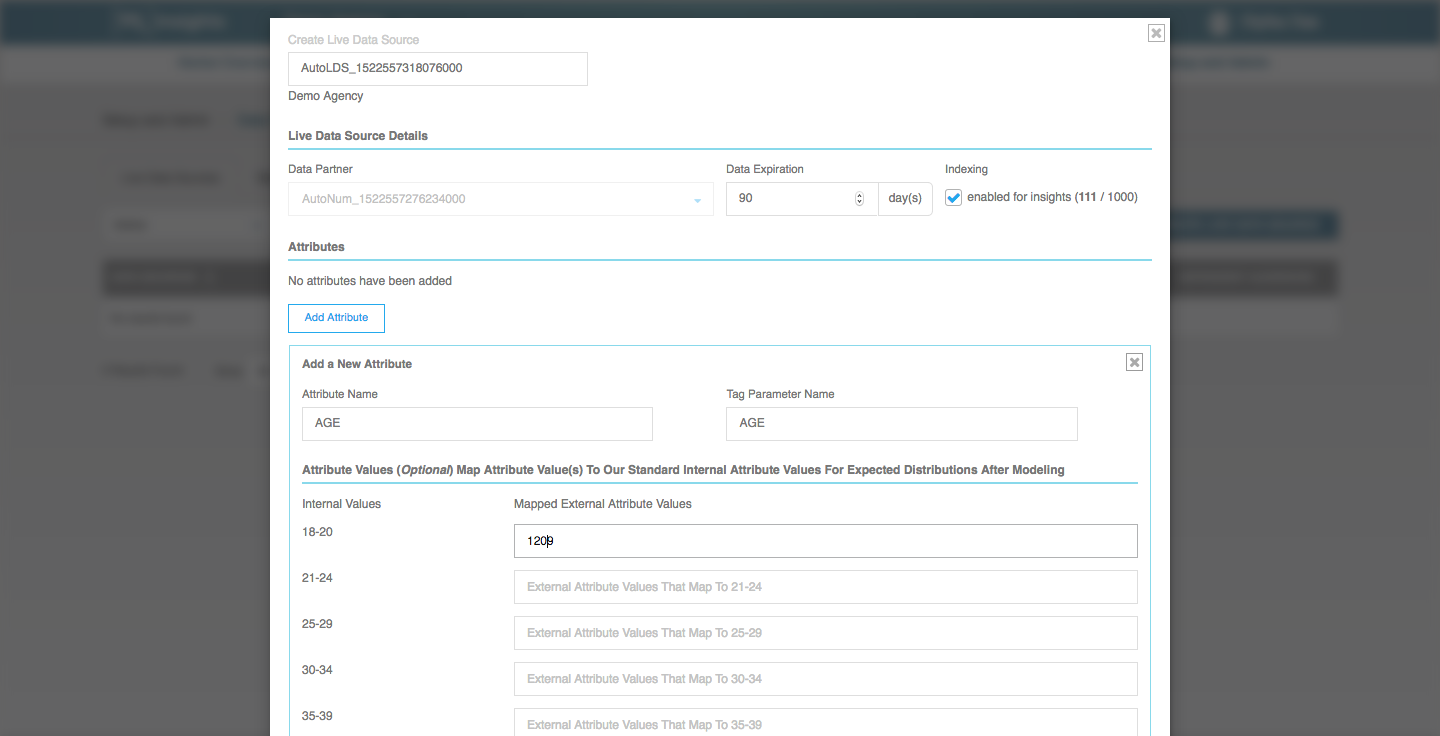 Create Live Data Source
AutoLDS_1522557318076000
Demo Agency
Live Data Source Details
Data Partner
Data Expiration
Indexing
AutoNum_1522557276234000
90
day(s)
enabled for insights (111 / 1000)
Attributes
No attributes have been added
Add Attribute
Add a New Attribute
Attribute Name
Tag Parameter Name
AGE
AGE
Attribute Values (Optional) Map Attribute Value(s) To Our Standard Internal Attribute Values For Expected Distributions After Modeling
Internal Values
Mapped External Attribute Values
18-20
1209
21-24
External Attribute Values That Map To 21-24
25-29
External Attribute Values That Map To 25-29
30-34
External Attribute Values That Map To 30-34
35-39
External Attribute Values That Map To 35-39